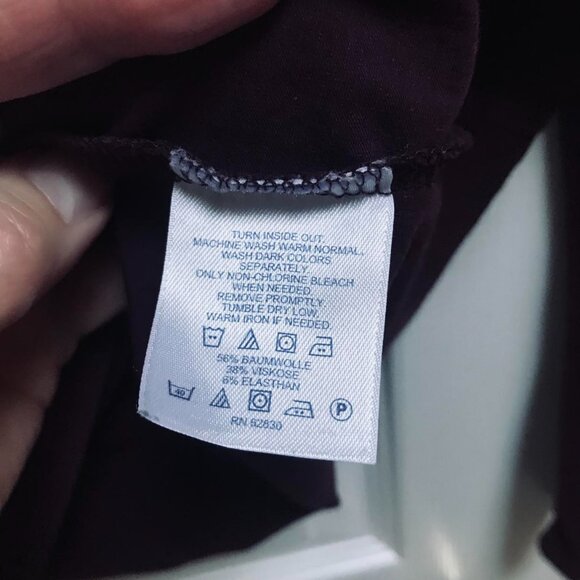 TURN INSIDE OUT.
MACHINE WASH WARM NORMAL.
WASH DARK COLORS
SEPARATELY.
ONLY NON-CHLORINE BLEACH
WHEN NEEDED.
REMOVE PROMPTLY.
TUMBLE DRY LOW.
WARM IRON IF NEEDED.
56% BAUMWOLLE
38% VISKOSE
6% ELASTHAN
40 P
RN 52830